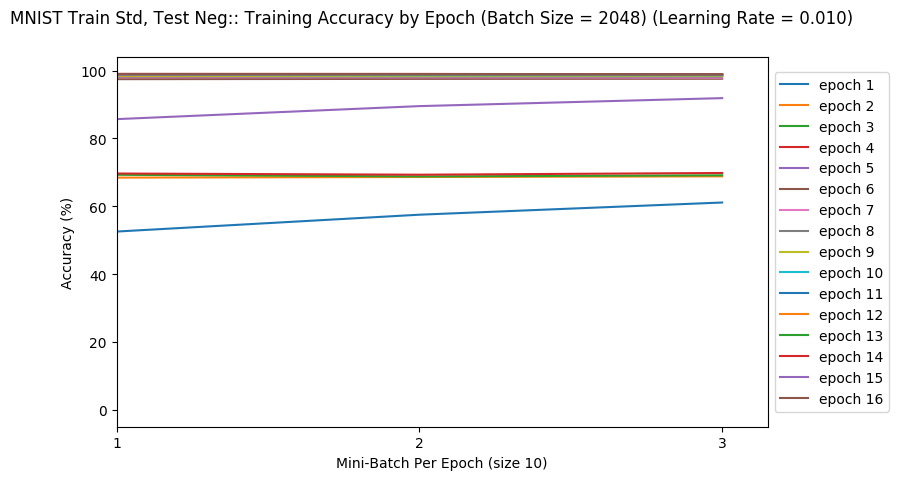 MNIST Train Std, Test Neg:: Training Accuracy by Epoch (Batch Size = 2048) (Learning Rate = 0.010)
100
80
60
40
20
0
Accuracy (%)
1
2
3
Mini-Batch Per Epoch (size 10)
epoch 1
epoch 2
epoch 3
epoch 4
epoch 5
epoch 6
epoch 7
epoch 8
epoch 9
epoch 10
epoch 11
epoch 12
epoch 13
epoch 14
epoch 15
epoch 16